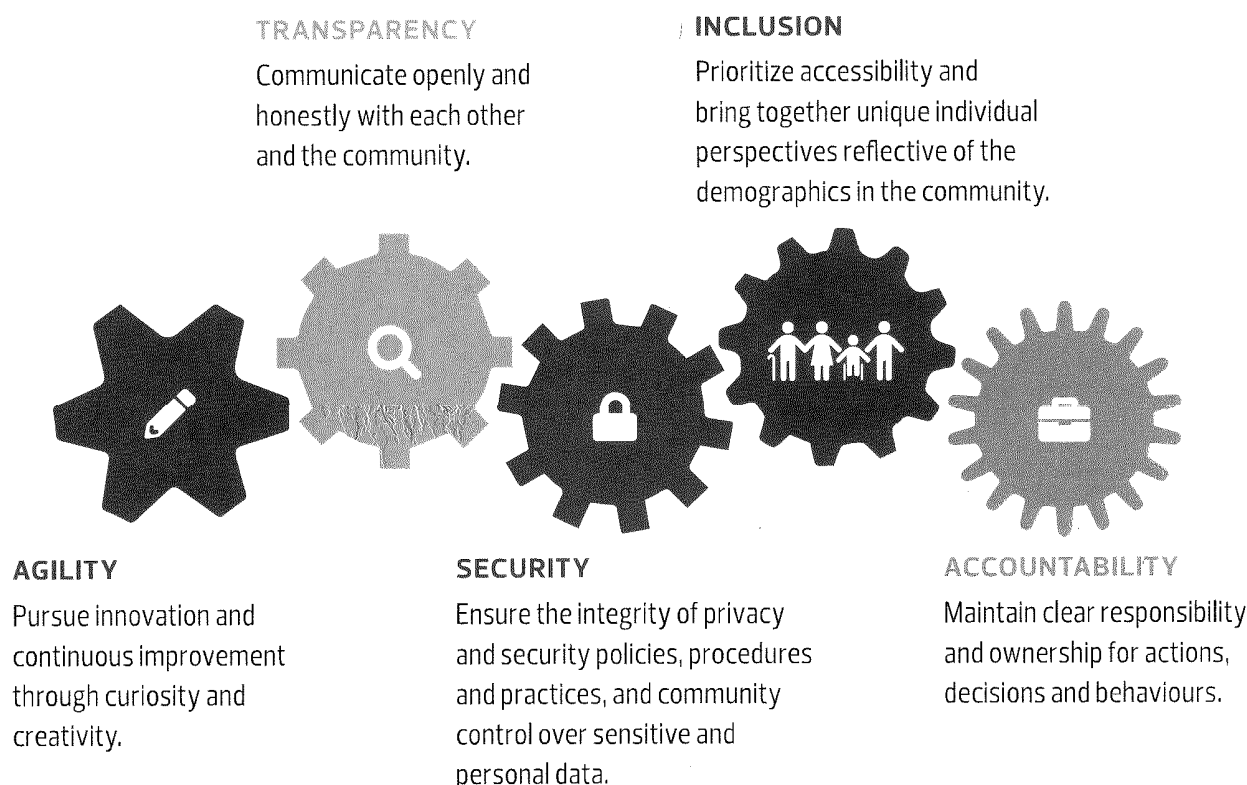 TRANSPARENCY
Communicate openly and
honestly with each other
and the community.
INCLUSION
Prioritize accessibility and
bring together unique individual
perspectives reflective of the
demographics in the community.
AGILITY
Pursue innovation and
continuous improvement
through curiosity and
creativity.
SECURITY
Ensure the integrity of privacy
and security policies, procedures
and practices, and community
control over sensitive and
personal data.
ACCOUNTABILITY
Maintain clear responsibility
and ownership for actions,
decisions and behaviours.